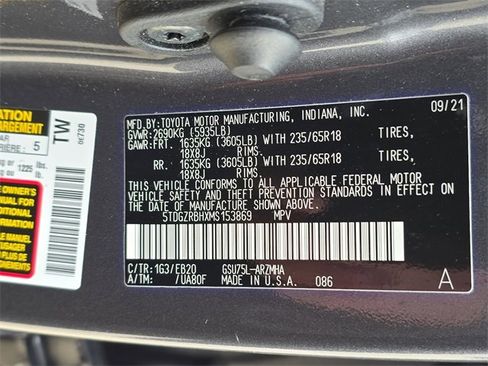 MFD.BY:TOYOTA MOTOR MANUFACTURING, INDIANA, INC. 09/21
GVWR:2690KG (5935LB)
GAWR:FRT. 1635KG (3605LB) WITH 235/65R18 TIRES,
18X8J RIMS.
RR. 1635KG (3605LB) WITH 235/65R18 TIRES,
18X8J RIMS.
THIS VEHICLE CONFORMS TO ALL APPLICABLE FEDERAL MOTOR
VEHICLE SAFETY AND THEFT PREVENTION STANDARDS IN
EFFECT ON THE DATE OF MANUFACTURE SHOWN ABOVE.
5TDGZRBHXMS153869 MPV
C/TR:1G3/EB20 GSU75L-ARZMHA
A/TM: /UA80F MADE IN U.S.A. 086
A
TW
5
1225 lbs.